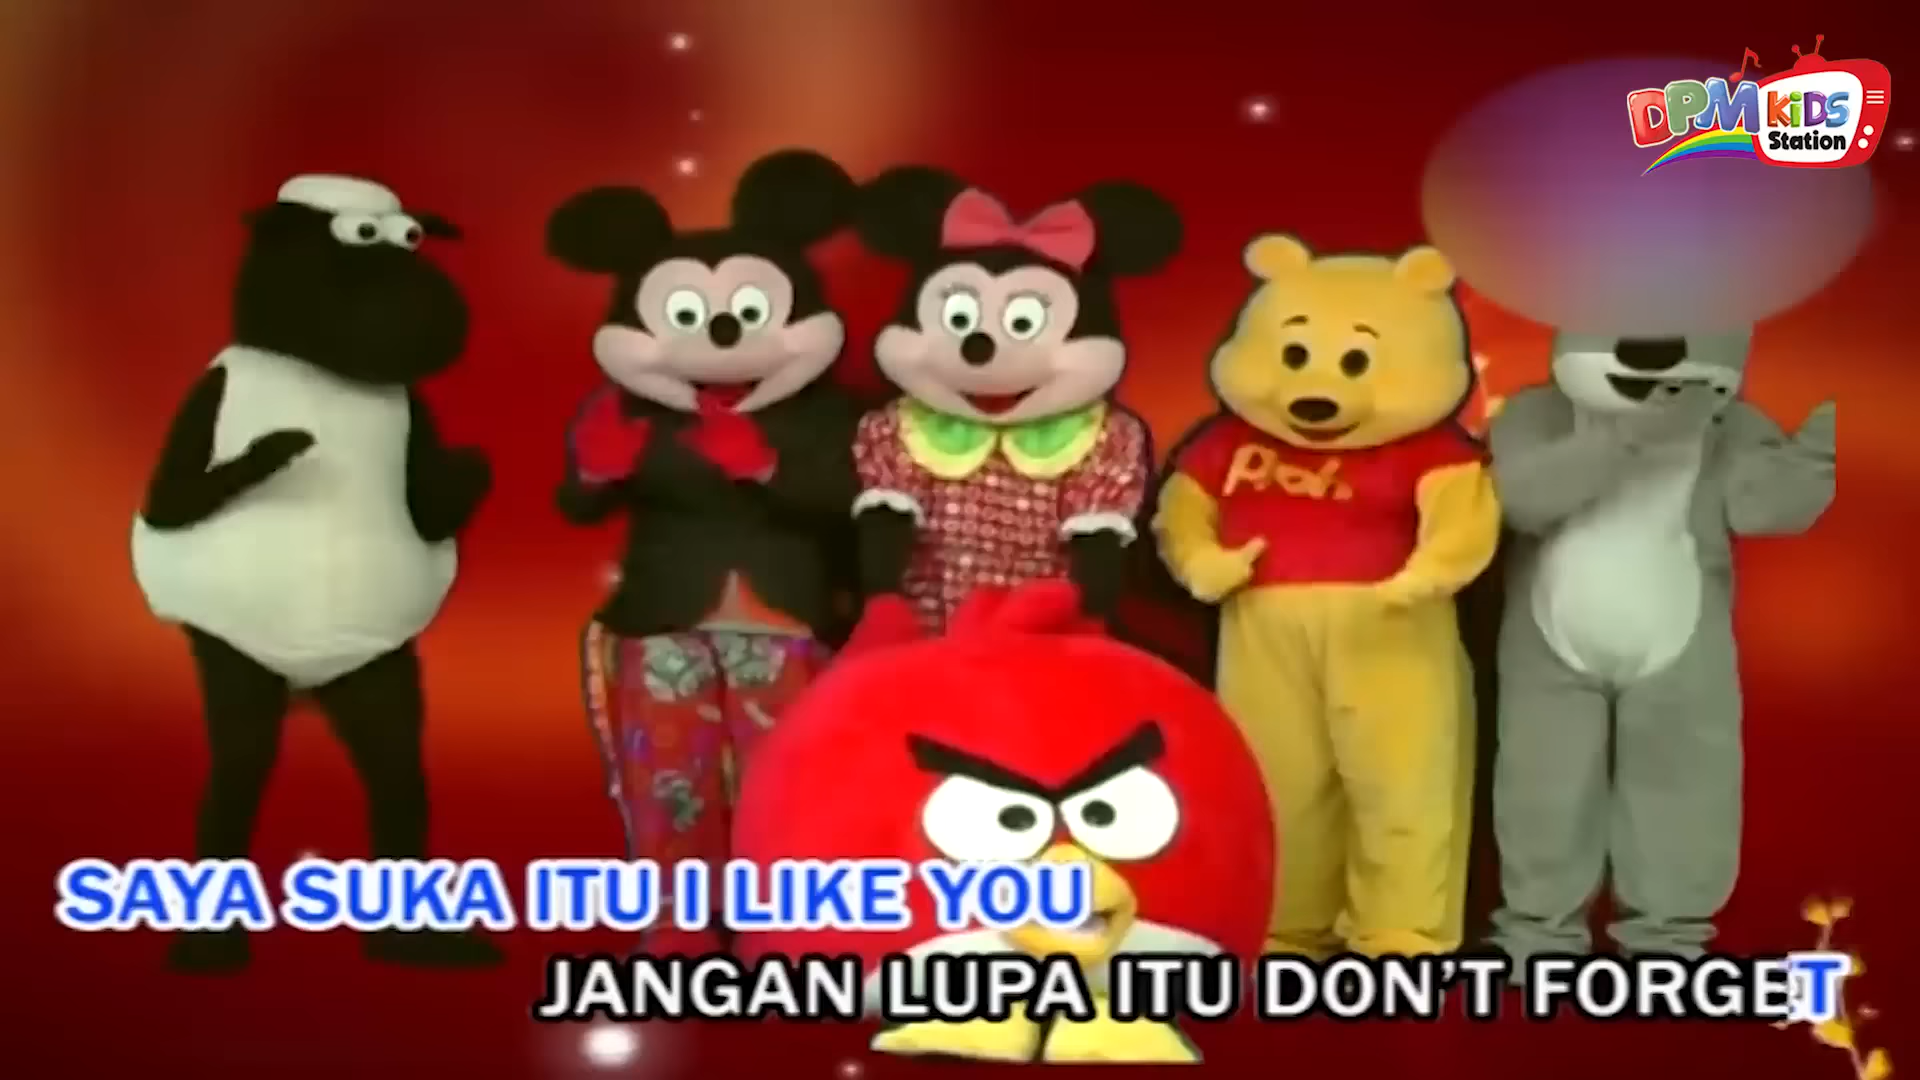 DPM KiDS
Station
Pooh
SAYA SUKA ITU I LIKE YOU
JANGAN LUPA ITU DON'T FORGET